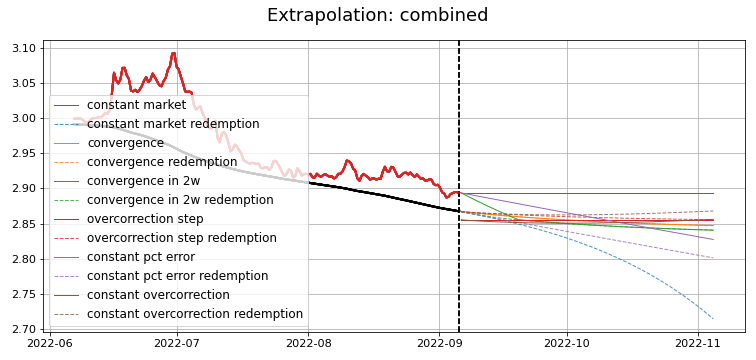 Extrapolation: combined
3.10
3.05
3.00
2.95
2.90
2.85
2.80
2.75
2.70
constant market
constant market redemption
convergence
convergence redemption
convergence in 2w
convergence in 2w redemption
overcorrection step
overcorrection step redemption
constant pct error
constant pct error redemption
constant overcorrection
constant overcorrection redemption
2022-06 2022-07 2022-08 2022-09 2022-10 2022-11